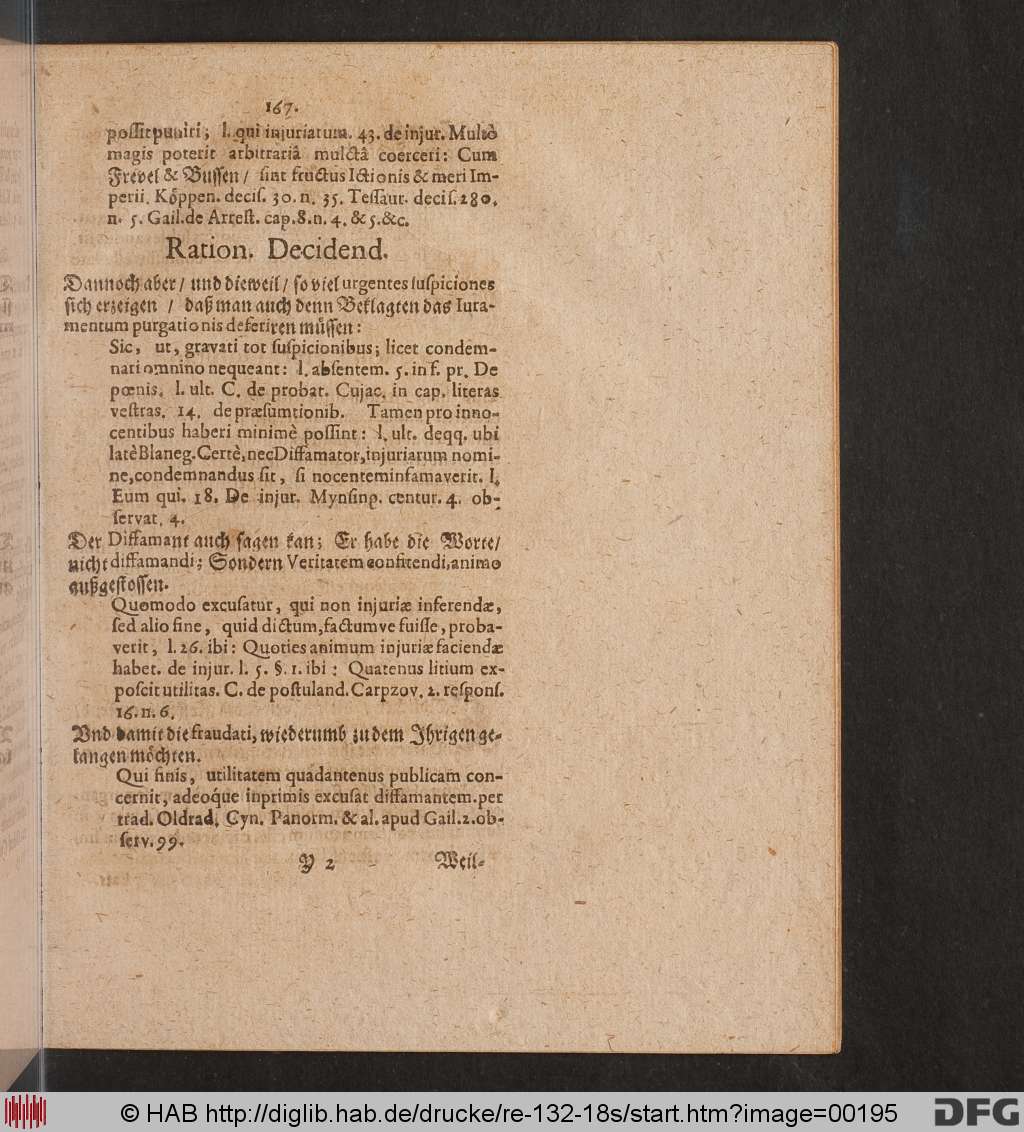 167.
possit puniri; l. qui injuriarum. 43. de injur. Multò
magis poterit arbitrariâ mulctâ coerceri: Cum
Frevel & Bussen / sint fructus Ictionis & meri Im-
perii. Köppen. decis. 30. n. 35. Tessaur. decis. 280.
n. 5. Gail. de Arrest. cap. 8. n. 4. & 5. &c.
Ration. Decidend.
Dannoch aber / und dieweil / so viel urgentes suspiciones
sich erzeigen / daß man auch denn Beklagten das Iura-
mentum purgationis deferiren müssen:
Sic, ut, gravati tot suspicionibus; licet condem-
nari omnino nequeant: l. absentem. 5. in f. pr. De
pœnis. l. ult. C. de probat. Cujac. in cap. literas
vestras. 14. de præsumtionib. Tamen pro inno-
centibus haberi minimè possint: l. ult. deqq. ubi
latè Blaneg. Certè, nec Diffamator, injuriarum nomi-
ne, condemnandus sit, si nocentem infamaverit. l.
Eum qui. 18. De injur. Mynsing. centur. 4. ob-
servat. 4.
Der Diffamant auch sagen kan; Er habe die Worte /
nicht diffamandi; Sondern Veritatem confitendi, animo
außgestossen.
Quomodo excusatur, qui non injuriæ inferendæ,
sed alio fine, quid dictum, factumve fuisse, proba-
verit, l. 26. ibi: Quoties animum injuriæ faciendæ
habet. de injur. l. 5. §. 1. ibi: Quatenus litium ex-
poscit utilitas. C. de postuland. Carpzov. 2. respons.
16. n. 6.
Vnd damit die fraudati, wiederumb zu dem Ihrigen ge-
langen möchten.
Qui finis, utilitatem quadantenus publicam con-
cernit, adeoq́ue inprimis excusat diffamantem. per
trad. Oldrad. Cyn. Panorm. & al. apud Gail. 2. ob-
serv. 99.
Y 2 Weil-
© HAB http://diglib.hab.de/drucke/re-132-18s/start.htm?image=00195
DFG